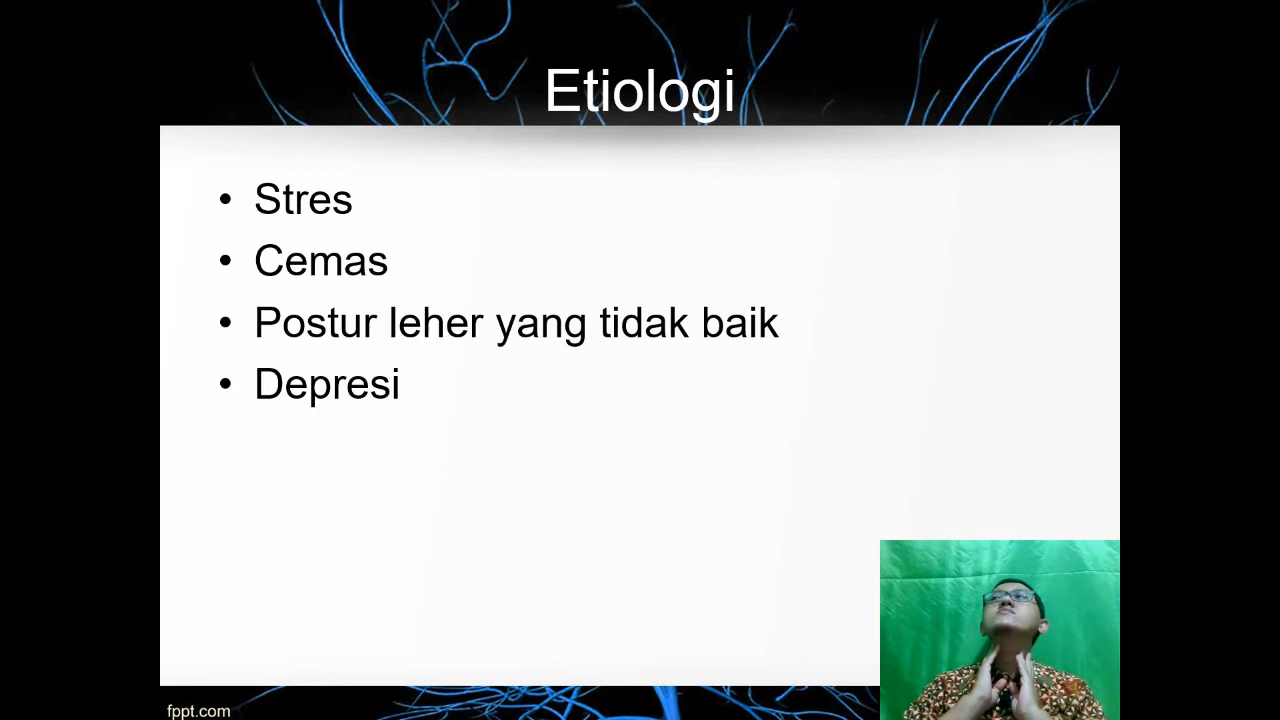 Etiologi
• Stres
• Cemas
• Postur leher yang tidak baik
• Depresi
fppt.com